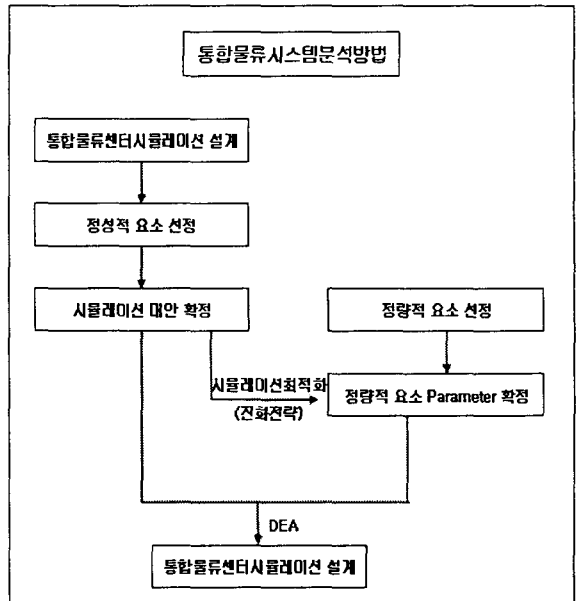 통합물류시스템분석방법
통합물류센터시뮬레이션 설계
정성적 요소 선정
시뮬레이션 대안 확정
정량적 요소 선정
시뮬레이션최적화
(진화전략)
정량적 요소 Parameter 확정
DEA
통합물류센터시뮬레이션 설계